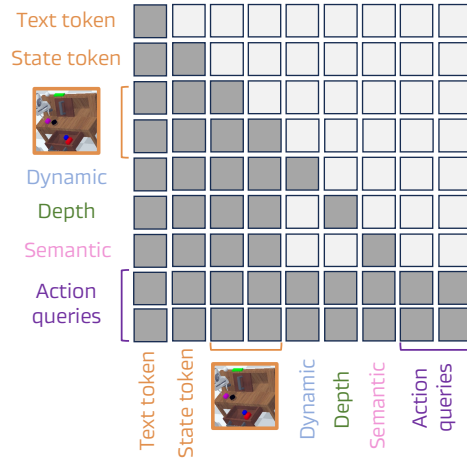 Text token
State token
Dynamic
Depth
Semantic
Action
queries
Text token
State token
Dynamic
Depth
Semantic
Action
queries